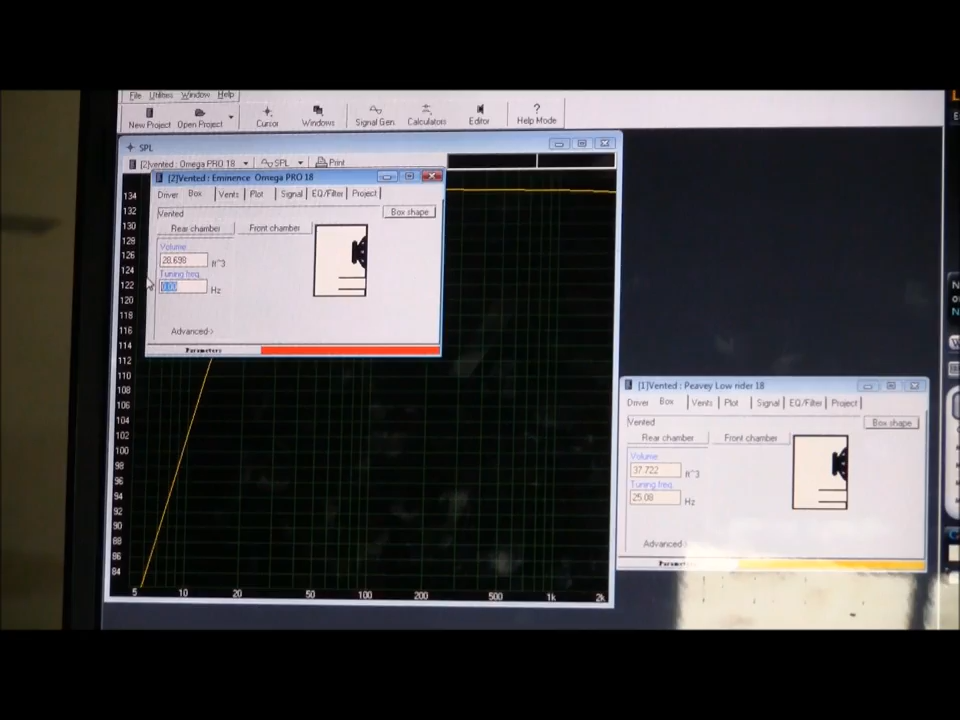 File Utilities Window Help
New Project Open Project Cursor Windows Signal Gen. Calculators Editor Help Mode
SPL
[2]vented : Omega PRO 18 SPL Print
[2]Vented : Eminence Omega PRO 18
Driver Box Vents Plot Signal EQ/Filter Project
Vented Box shape
Rear chamber Front chamber
Volume
28.698 ft^3
Tuning freq.
0.00 Hz
Advanced->
Parameters
134
132
130
128
126
124
122
120
118
116
114
112
110
108
106
104
102
100
98
96
94
92
90
88
86
84
5 10 20 50 100 200 500 1k 2k
[1]Vented : Peavey Low rider 18
Driver Box Vents Plot Signal EQ/Filter Project
Vented Box shape
Rear chamber Front chamber
Volume
37.722 ft^3
Tuning freq.
25.08 Hz
Advanced->